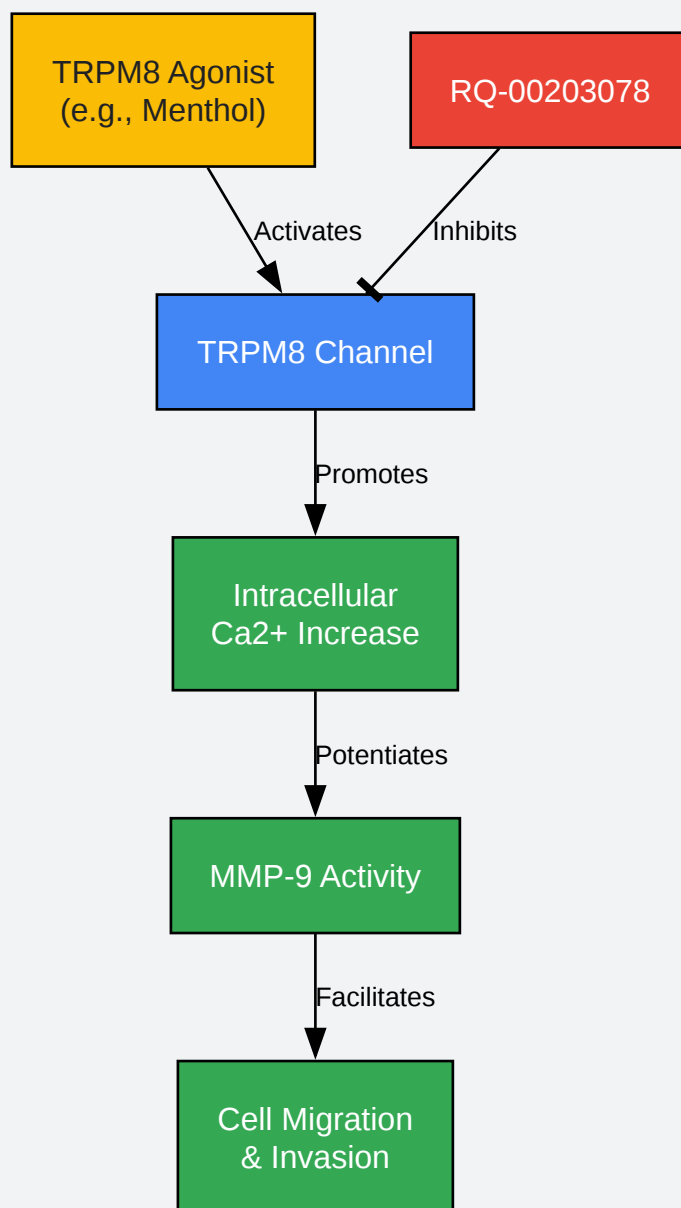 TRPM8 Agonist
(e.g., Menthol)
RQ-00203078
Activates
Inhibits
TRPM8 Channel
Promotes
Intracellular
Ca2+ Increase
Potentiates
MMP-9 Activity
Facilitates
Cell Migration
& Invasion